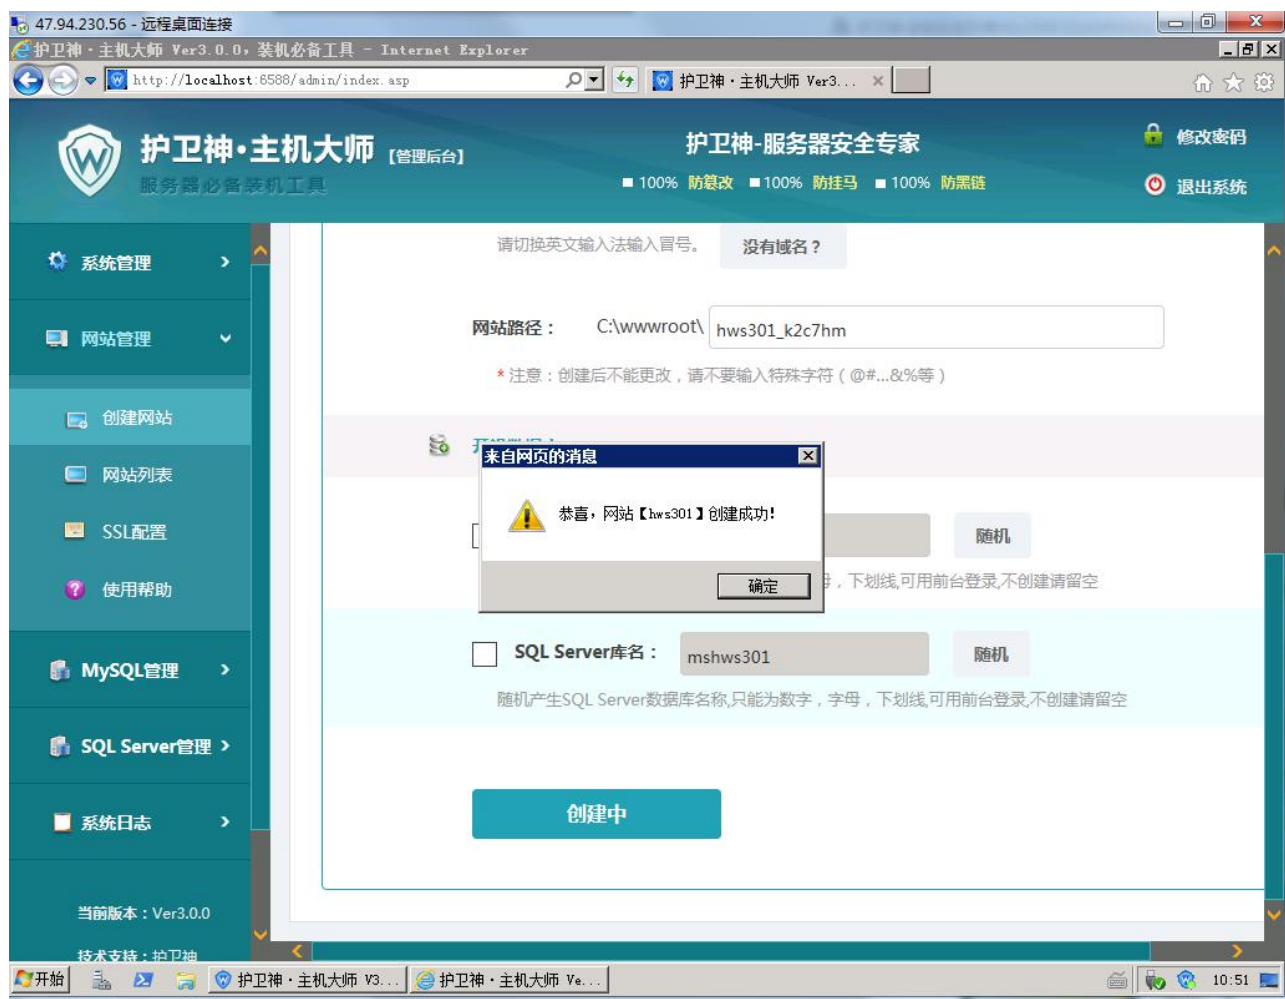 47.94.230.56 - 远程桌面连接
护卫神·主机大师 Ver3.0.0，装机必备工具 - Internet Explorer
http://localhost:6588/admin/index.asp
护卫神·主机大师 Ver3...
护卫神·主机大师 [管理后台]
服务器必备装机工具
护卫神-服务器安全专家
100% 防篡改 100% 防挂马 100% 防黑链
修改密码
退出系统
系统管理
网站管理
创建网站
网站列表
SSL配置
使用帮助
MySQL管理
SQL Server管理
系统日志
当前版本：Ver3.0.0
技术支持：护卫神
请切换英文输入法输入冒号。 没有域名？
网站路径： C:\wwwroot\ hws301_k2c7hm
*注意：创建后不能更改，请不要输入特殊字符（@#...&%等）
来自网页的消息
恭喜，网站【hws301】创建成功!
确定
随机
，下划线,可用前台登录,不创建请留空
SQL Server库名： mshws301 随机
随机产生SQL Server数据库名称,只能为数字，字母，下划线,可用前台登录,不创建请留空
创建中
开始 护卫神·主机大师 V3... 护卫神·主机大师 Ve... 10:51